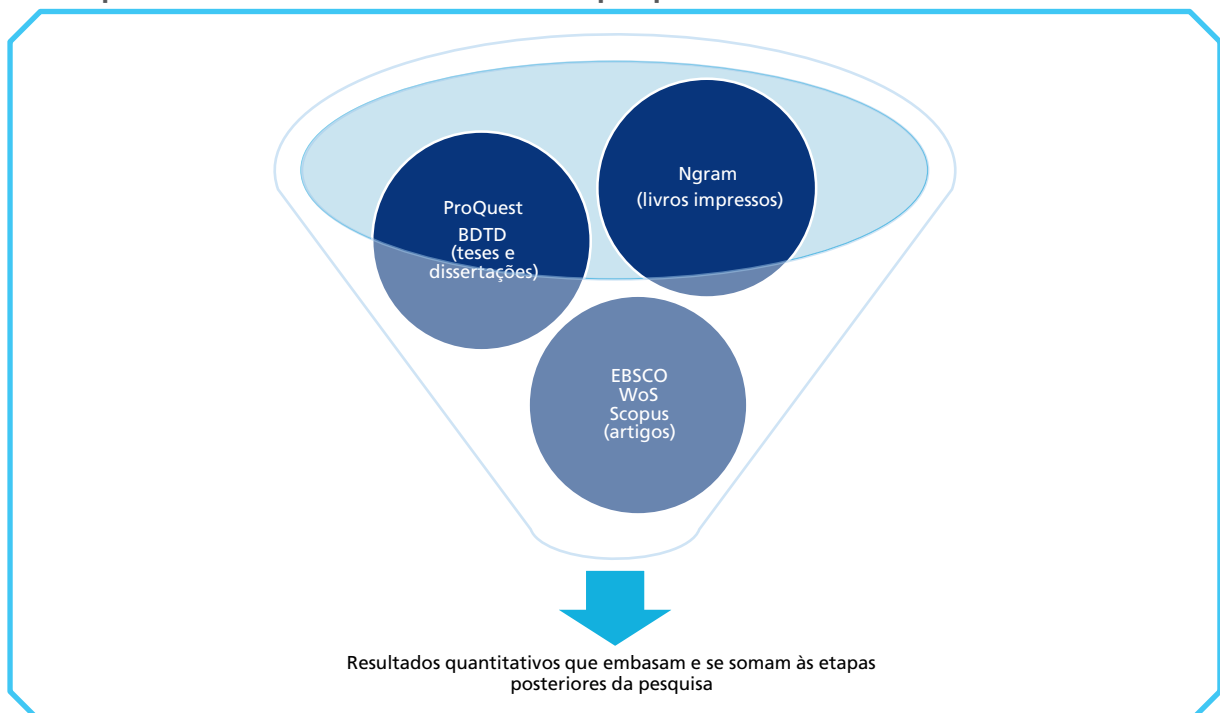 ProQuest
BDTD
(teses e
dissertações)
Ngram
(livros impressos)
EBSCO
WoS
Scopus
(artigos)
Resultados quantitativos que embasam e se somam às etapas
posteriores da pesquisa